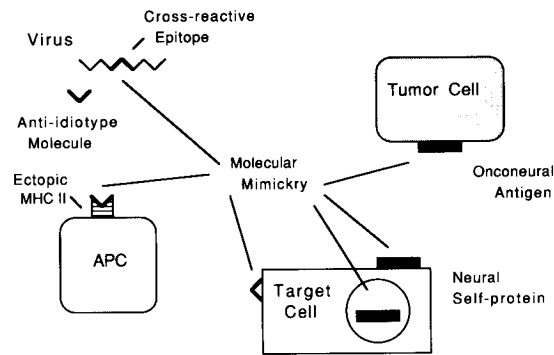 Cross-reactive
Epitope
Virus
Tumor Cell
Anti-idiotype
Molecule
Molecular
Mimickry
Onconeural
Antigen
Ectopic
MHC II
APC
Target
Cell
Neural
Self-protein